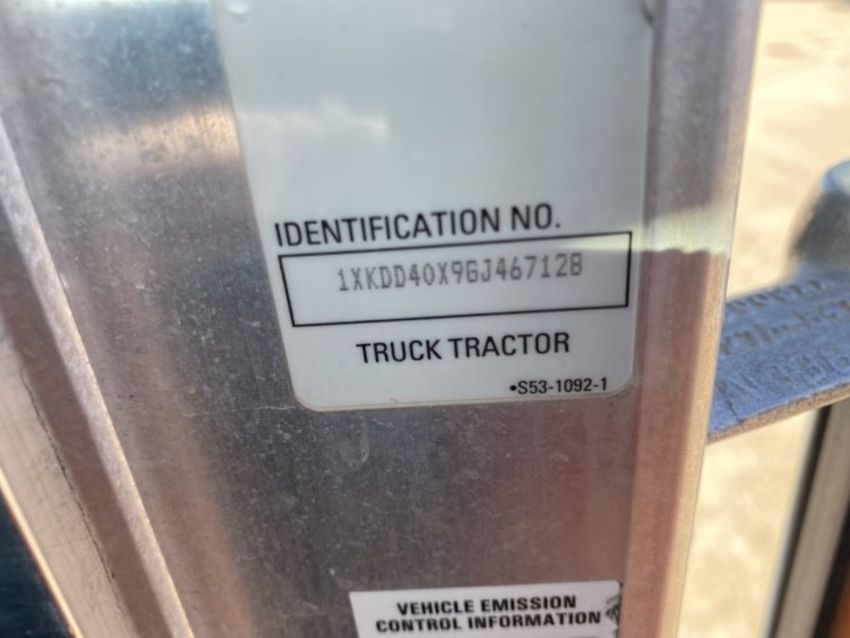 IDENTIFICATION NO.
1XKDD40X9GJ467128
TRUCK TRACTOR
•S53-1092-1
VEHICLE EMISSION
CONTROL INFORMATION